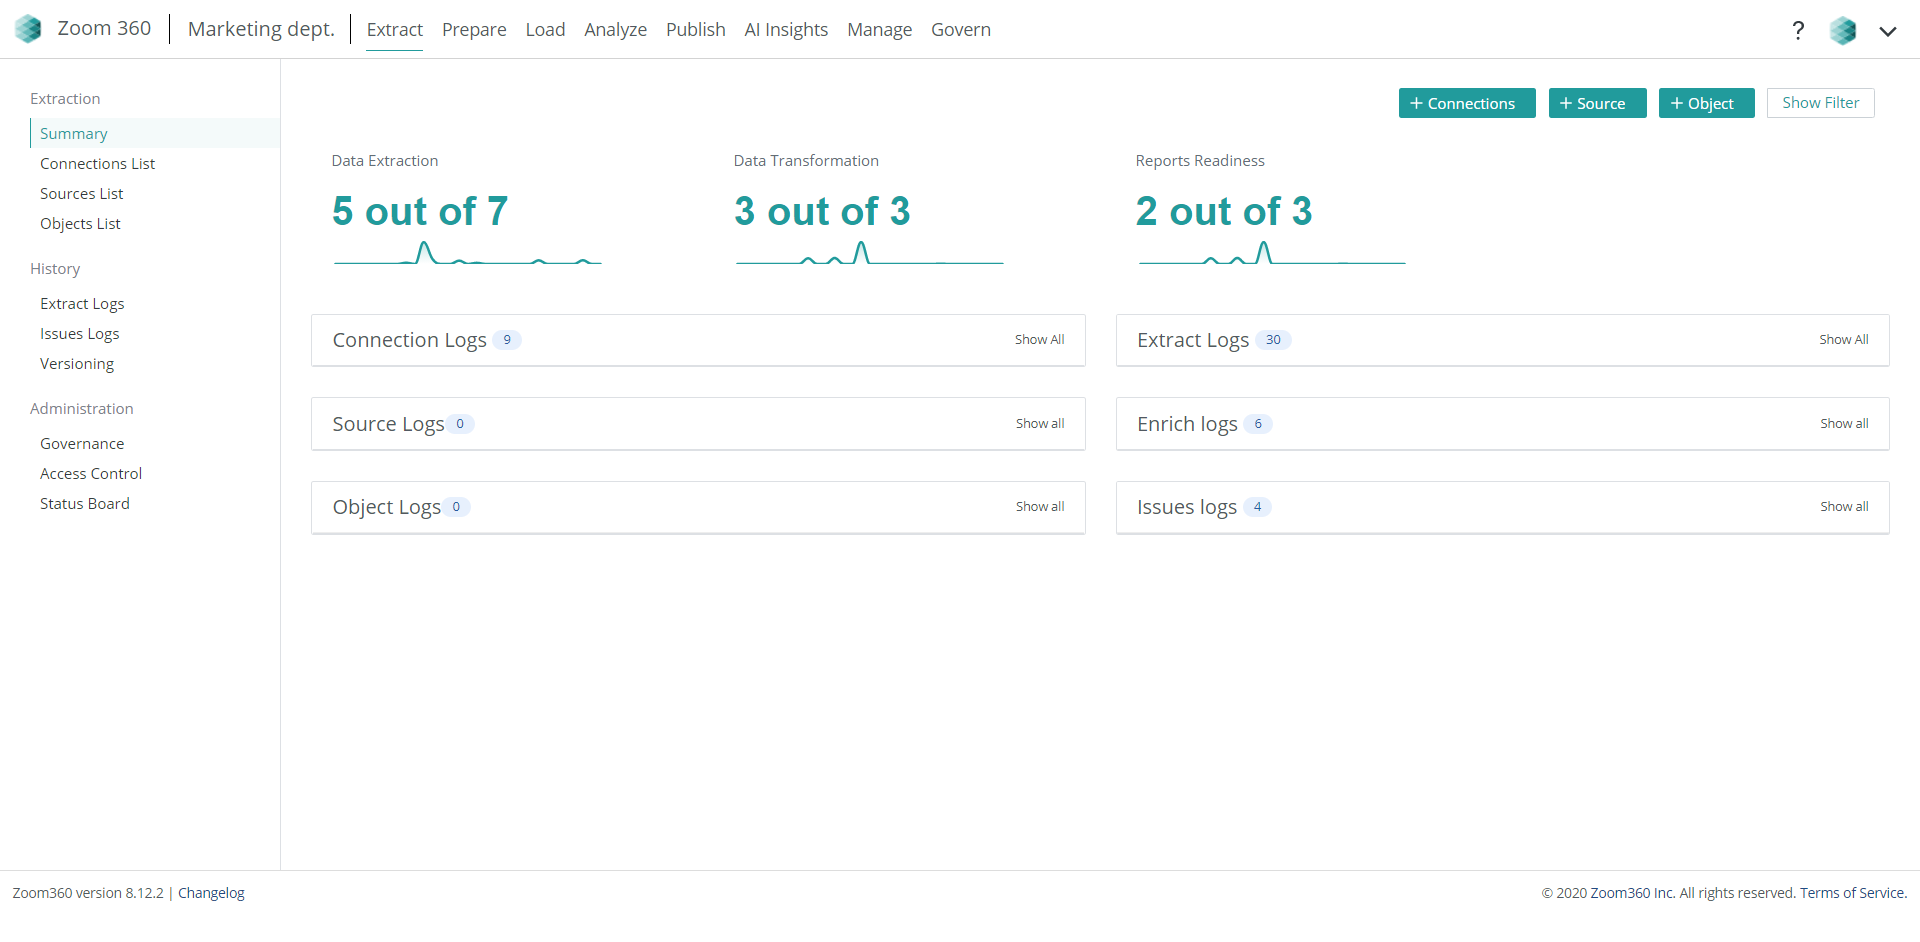 Zoom 360 Marketing dept. Extract Prepare Load Analyze Publish AI Insights Manage Govern ?
Extraction
Summary
Connections List
Sources List
Objects List
History
Extract Logs
Issues Logs
Versioning
Administration
Governance
Access Control
Status Board
+ Connections + Source + Object Show Filter
Data Extraction
5 out of 7
Data Transformation
3 out of 3
Reports Readiness
2 out of 3
Connection Logs 9 Show All
Extract Logs 30 Show All
Source Logs 0 Show all
Enrich logs 6 Show all
Object Logs 0 Show all
Issues logs 4 Show all
Zoom360 version 8.12.2 | Changelog
© 2020 Zoom360 Inc. All rights reserved. Terms of Service.